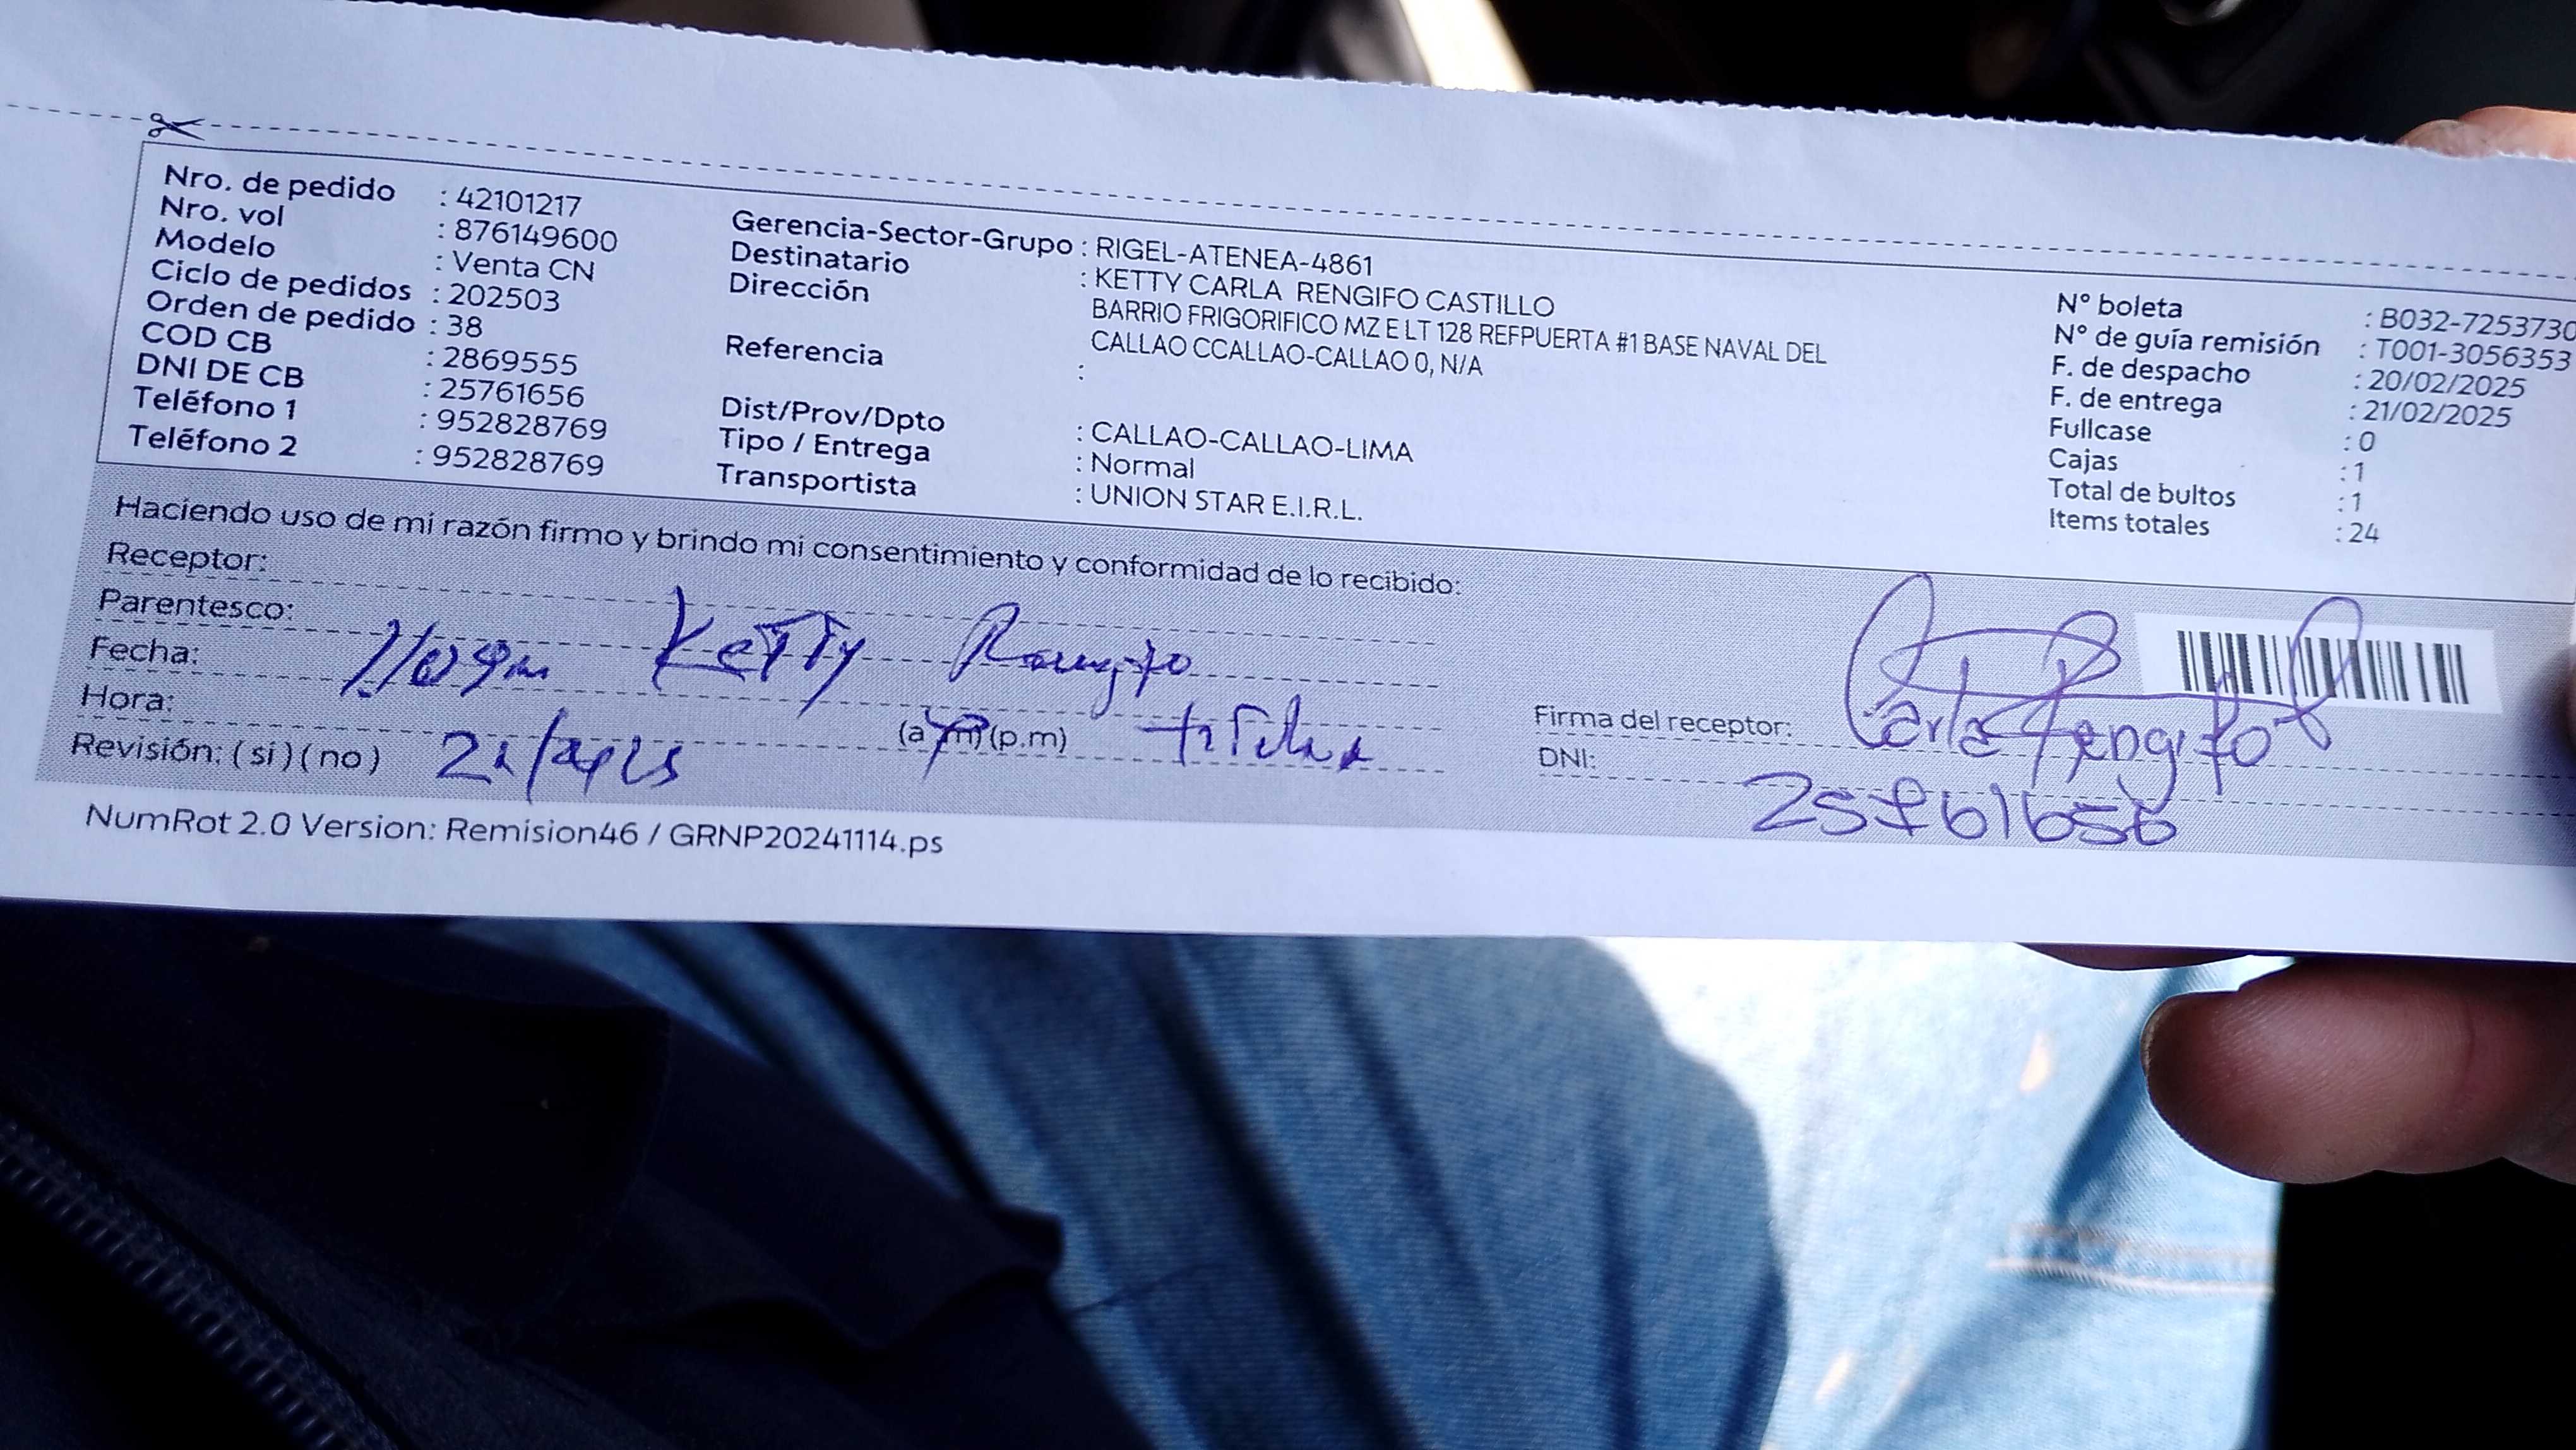 Nro. de pedido : 42101217
Nro. vol : 876149600
Modelo : Venta CN
Ciclo de pedidos : 202503
Orden de pedido : 38
COD CB : 2869555
DNI DE CB : 25761656
Teléfono 1 : 952828769
Teléfono 2 : 952828769
Gerencia-Sector-Grupo : RIGEL-ATENEA-4861
Destinatario : KETTY CARLA RENGIFO CASTILLO
Dirección : BARRIO FRIGORIFICO MZ E LT 128 REFPUERTA #1 BASE NAVAL DEL
CALLAO CCALLAO-CALLAO 0, N/A
Referencia :
Dist/Prov/Dpto : CALLAO-CALLAO-LIMA
Tipo / Entrega : Normal
Transportista : UNION STAR E.I.R.L.
N° boleta : B032-7253730
N° de guía remisión : T001-3056353
F. de despacho : 20/02/2025
F. de entrega : 21/02/2025
Fullcase : 0
Cajas : 1
Total de bultos : 1
Items totales : 24
Haciendo uso de mi razón firmo y brindo mi consentimiento y conformidad de lo recibido:
Receptor:
Parentesco: Ketty Rengifo
Fecha:
Hora: (a.m) (p.m) titular
Revisión: ( si ) ( no )
Firma del receptor: Carla Rengifo
DNI: 25761656
NumRot 2.0 Version: Remision46 / GRNP20241114.ps